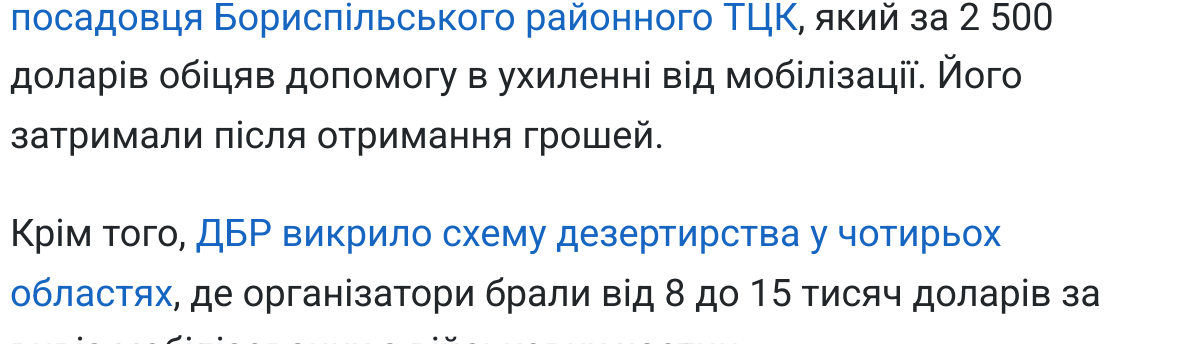 посадовця Бориспільського районного ТЦК, який за 2 500
доларів обіцяв допомогу в ухиленні від мобілізації. Його
затримали після отримання грошей.
Крім того, ДБР викрило схему дезертирства у чотирьох
областях, де організатори брали від 8 до 15 тисяч доларів за